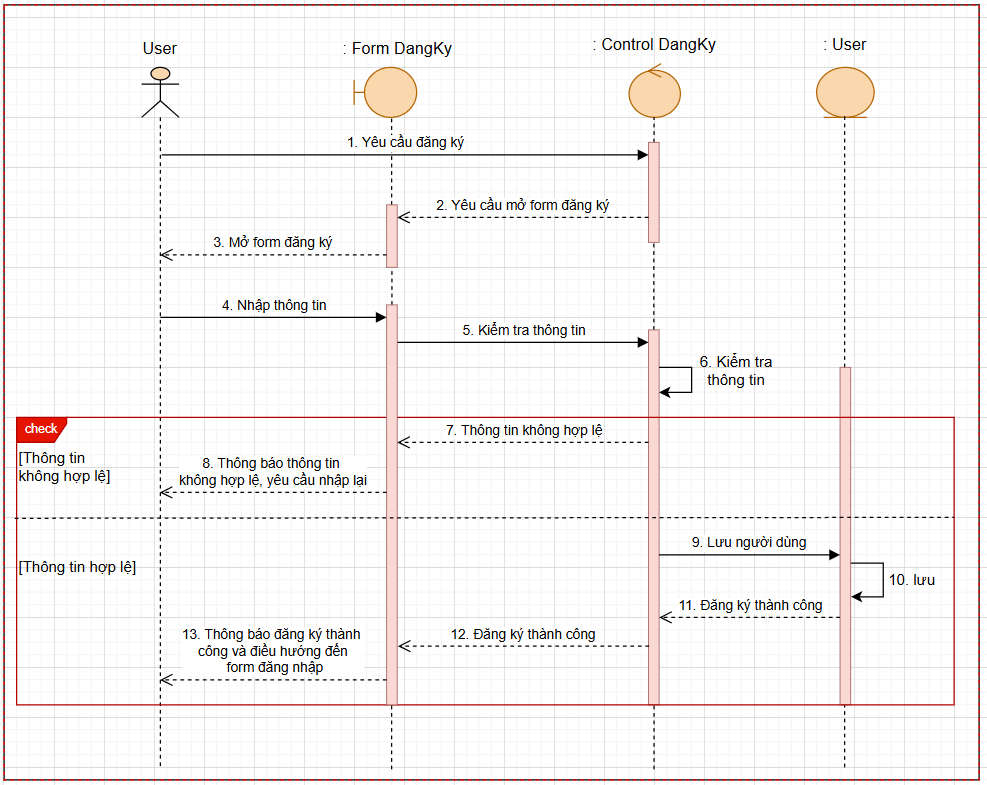 User
: Form DangKy
: Control DangKy
: User
1. Yêu cầu đăng ký
2. Yêu cầu mở form đăng ký
3. Mở form đăng ký
4. Nhập thông tin
5. Kiểm tra thông tin
6. Kiểm tra
thông tin
check
7. Thông tin không hợp lệ
[Thông tin
không hợp lệ]
8. Thông báo thông tin
không hợp lệ, yêu cầu nhập lại
9. Lưu người dùng
[Thông tin hợp lệ]
10. lưu
11. Đăng ký thành công
12. Đăng ký thành công
13. Thông báo đăng ký thành
công và điều hướng đến
form đăng nhập